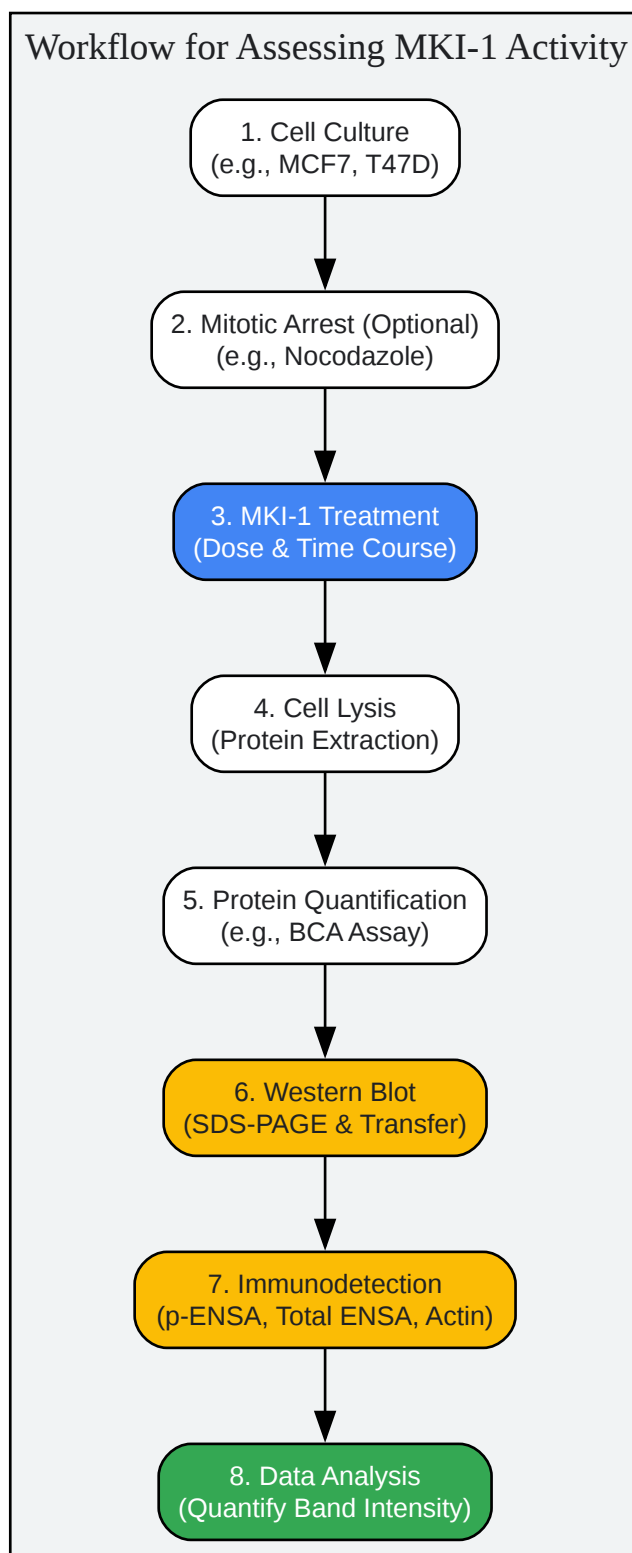 Workflow for Assessing MKI-1 Activity
1. Cell Culture
(e.g., MCF7, T47D)
2. Mitotic Arrest (Optional)
(e.g., Nocodazole)
3. MKI-1 Treatment
(Dose & Time Course)
4. Cell Lysis
(Protein Extraction)
5. Protein Quantification
(e.g., BCA Assay)
6. Western Blot
(SDS-PAGE & Transfer)
7. Immunodetection
(p-ENSA, Total ENSA, Actin)
8. Data Analysis
(Quantify Band Intensity)